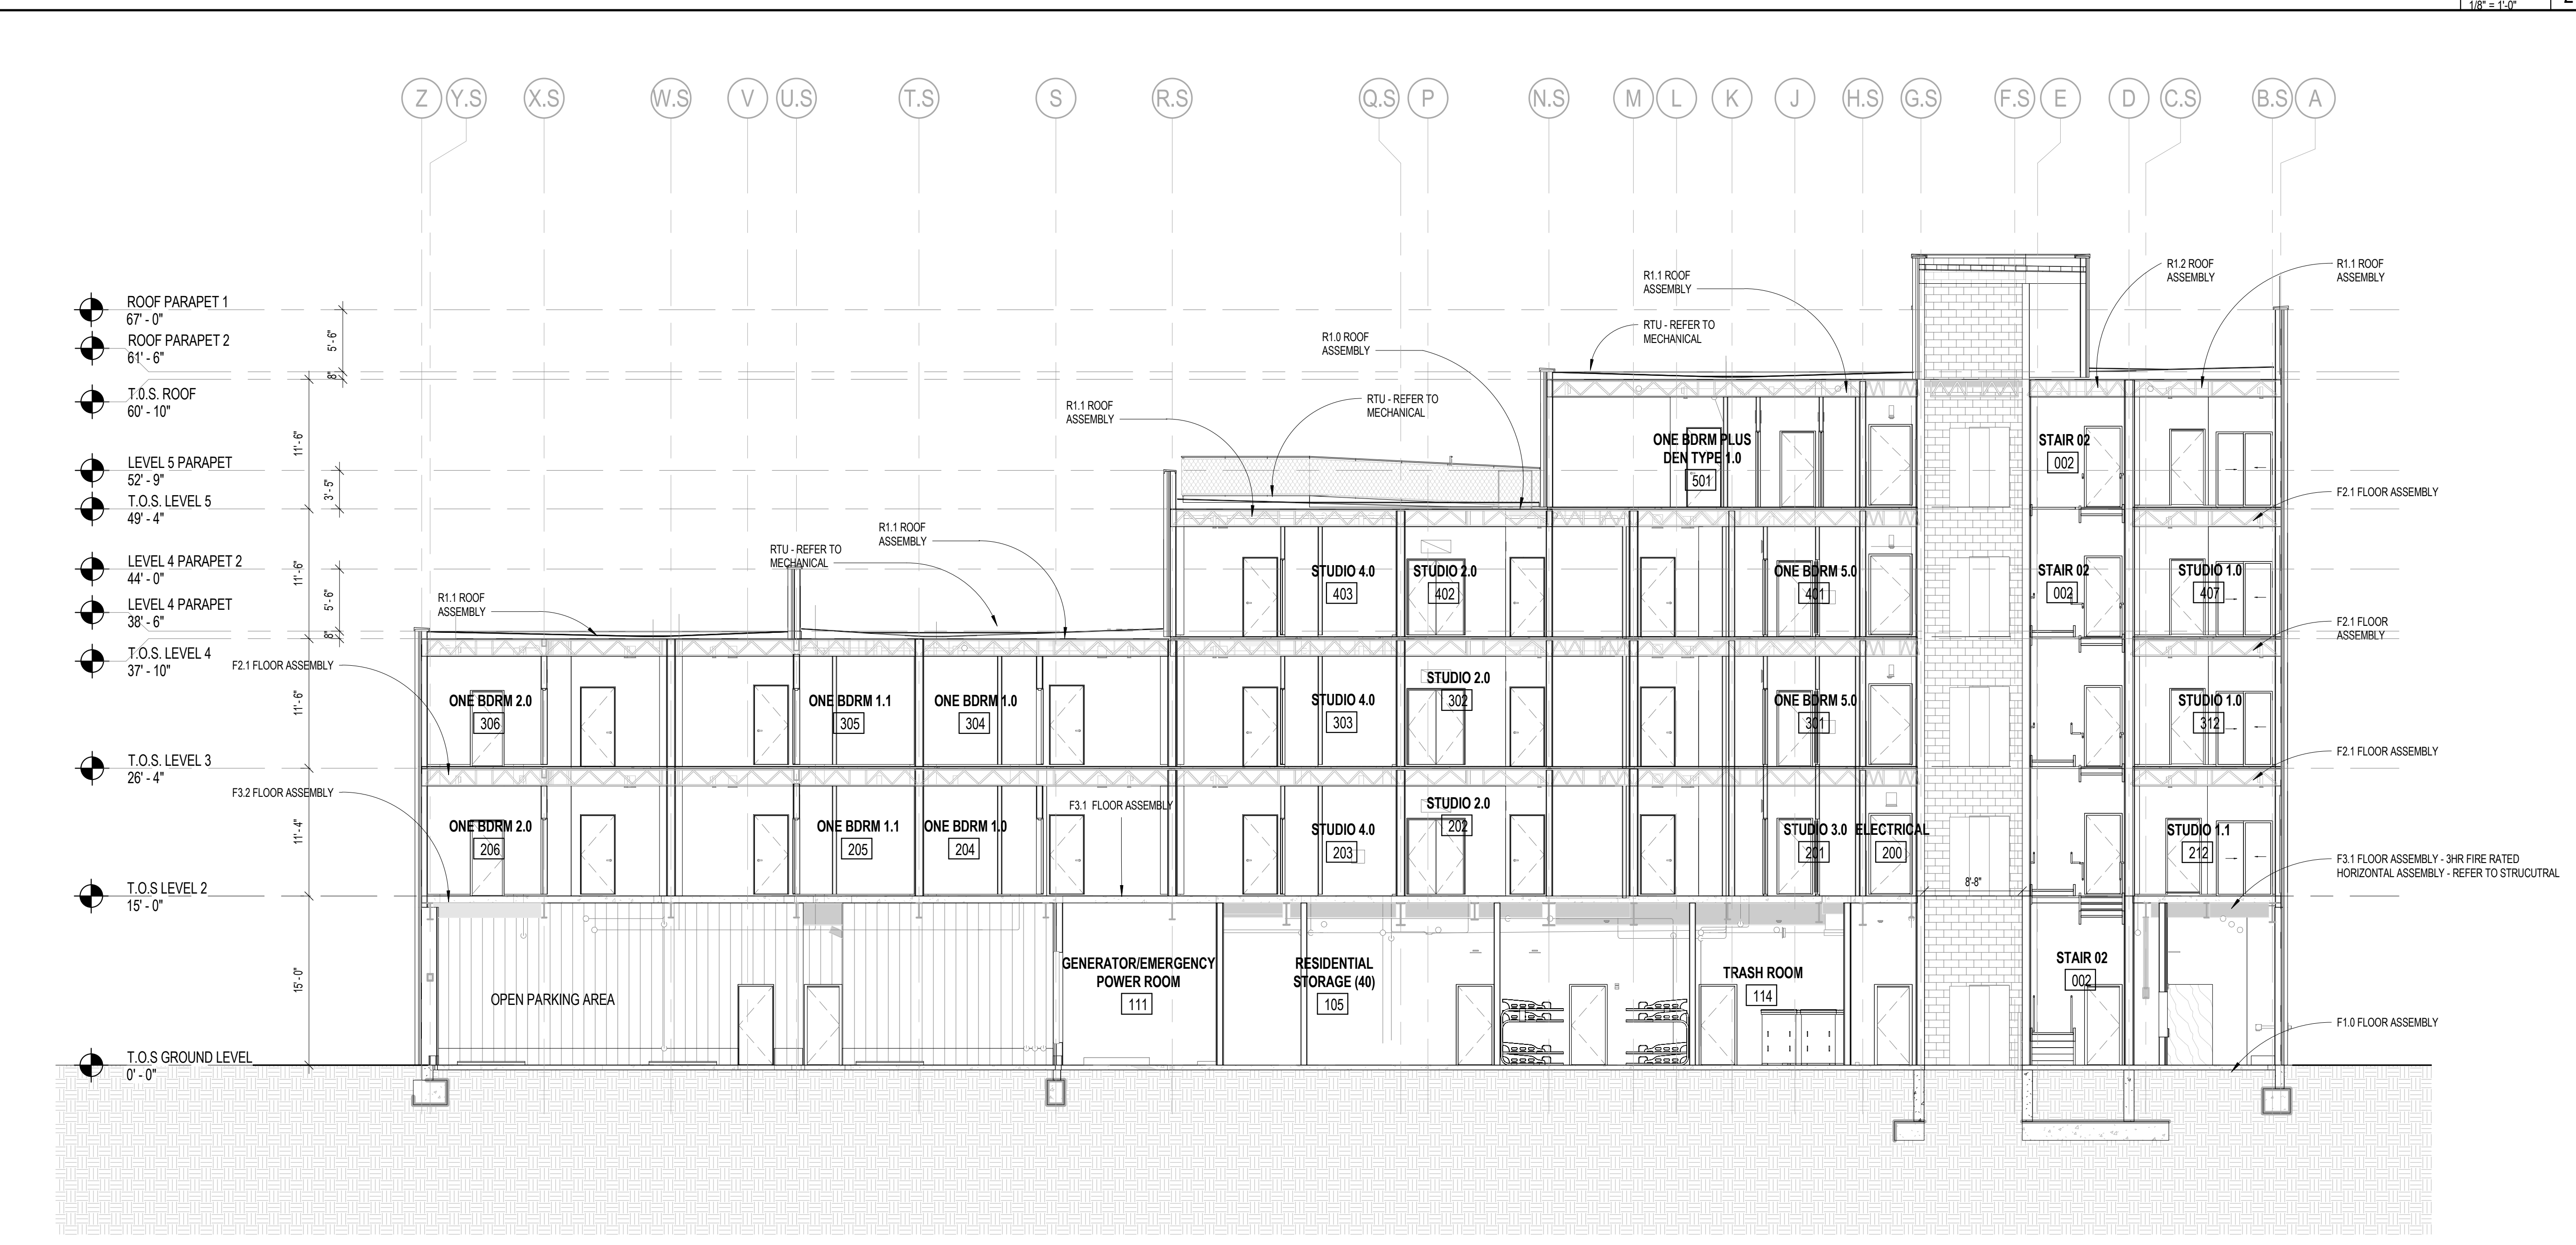 1/8" = 1'-0"
Z
Y.S
X.S
W.S
V
U.S
T.S
S
R.S
Q.S
P
N.S
M
L
K
J
H.S
G.S
F.S
E
D
C.S
B.S
A
ROOF PARAPET 1
67' - 0"
ROOF PARAPET 2
61' - 6"
T.O.S. ROOF
60' - 10"
LEVEL 5 PARAPET
52' - 9"
T.O.S. LEVEL 5
49' - 4"
LEVEL 4 PARAPET 2
44' - 0"
LEVEL 4 PARAPET
38' - 6"
T.O.S. LEVEL 4
37' - 10"
T.O.S. LEVEL 3
26' - 4"
T.O.S LEVEL 2
15' - 0"
T.O.S GROUND LEVEL
0' - 0"
5' - 6"
8"
11' - 6"
3' - 5"
11' - 6"
5' - 6"
8"
11' - 6"
11' - 4"
15' - 0"
R1.1 ROOF
ASSEMBLY
R1.2 ROOF
ASSEMBLY
R1.1 ROOF
ASSEMBLY
RTU - REFER TO
MECHANICAL
R1.0 ROOF
ASSEMBLY
RTU - REFER TO
MECHANICAL
R1.1 ROOF
ASSEMBLY
R1.1 ROOF
ASSEMBLY
RTU - REFER TO
MECHANICAL
R1.1 ROOF
ASSEMBLY
F2.1 FLOOR ASSEMBLY
F3.2 FLOOR ASSEMBLY
F3.1 FLOOR ASSEMBLY
F2.1 FLOOR ASSEMBLY
F2.1 FLOOR
ASSEMBLY
F2.1 FLOOR ASSEMBLY
F3.1 FLOOR ASSEMBLY - 3HR FIRE RATED
HORIZONTAL ASSEMBLY - REFER TO STRUCUTRAL
F1.0 FLOOR ASSEMBLY
ONE BDRM PLUS
DEN TYPE 1.0
501
STAIR 02
002
STUDIO 4.0
403
STUDIO 2.0
402
ONE BDRM 5.0
401
STAIR 02
002
STUDIO 1.0
407
ONE BDRM 2.0
306
ONE BDRM 1.1
305
ONE BDRM 1.0
304
STUDIO 4.0
303
STUDIO 2.0
302
ONE BDRM 5.0
301
STUDIO 1.0
312
ONE BDRM 2.0
206
ONE BDRM 1.1
205
ONE BDRM 1.0
204
STUDIO 4.0
203
STUDIO 2.0
202
STUDIO 3.0
201
ELECTRICAL
200
8'-8"
STUDIO 1.1
212
OPEN PARKING AREA
GENERATOR/EMERGENCY
POWER ROOM
111
RESIDENTIAL
STORAGE (40)
105
TRASH ROOM
114
STAIR 02
002